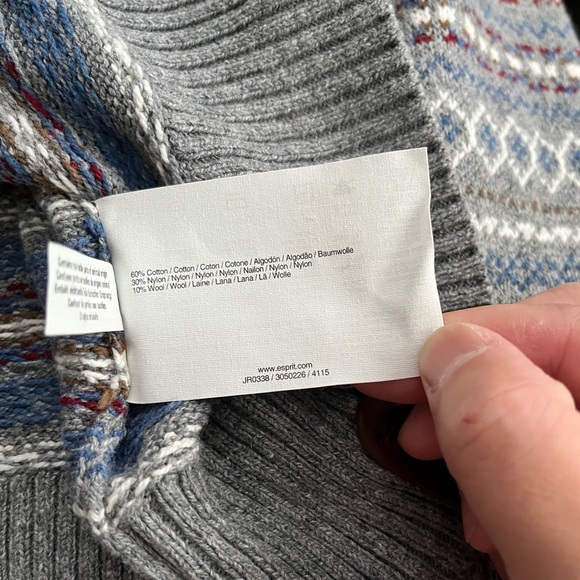 60% Cotton / Cotton / Coton / Cotone / Algodón / Algodão / Baumwolle
30% Nylon / Nylon / Nylon / Nylon / Nailon / Nylon / Nylon
10% Wool / Wool / Laine / Lana / Lana / Lã / Wolle
www.esprit.com
JR0338 / 3050226 / 4115